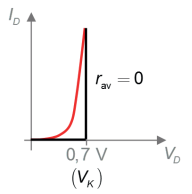 I_D
r_av = 0
0,7 V
V_D
(V_K)